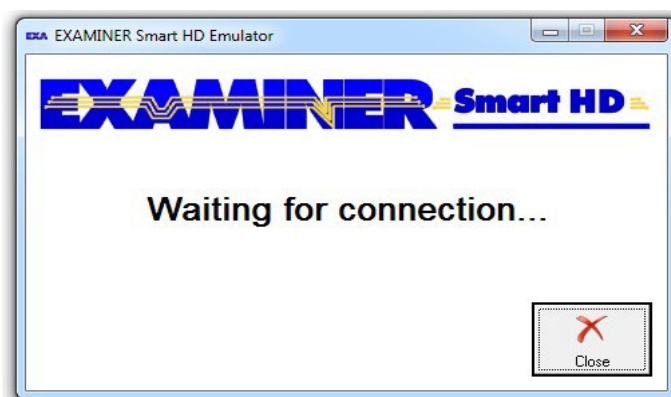 EXA EXAMINER Smart HD Emulator
EXAMINER Smart HD
Waiting for connection...
Close